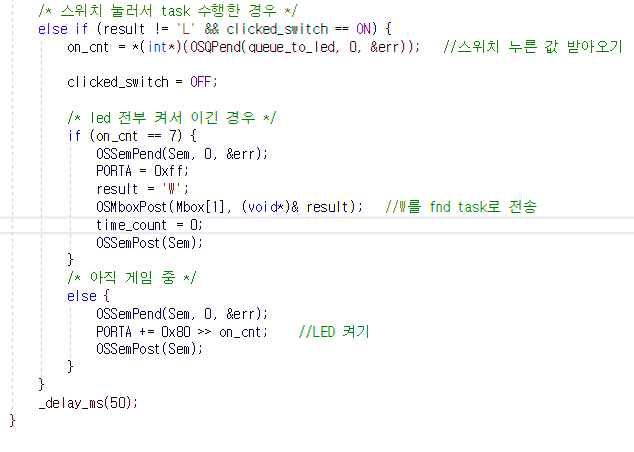 /* 스위치 눌러서 task 수행한 경우 */
else if (result != 'L' && clicked_switch == ON) {
on_cnt = *(int*)(OSQPend(queue_to_led, 0, &err)); //스위치 누른 값 받아오기
clicked_switch = OFF;
/* led 전부 켜서 이긴 경우 */
if (on_cnt == 7) {
OSSemPend(Sem, 0, &err);
PORTA = 0xff;
result = 'W';
OSMboxPost(Mbox[1], (void*)& result); //W를 fnd task로 전송
time_count = 0;
OSSemPost(Sem);
}
/* 아직 게임 중 */
else {
OSSemPend(Sem, 0, &err);
PORTA += 0x80 >> on_cnt; //LED 켜기
OSSemPost(Sem);
}
}
_delay_ms(50);
}